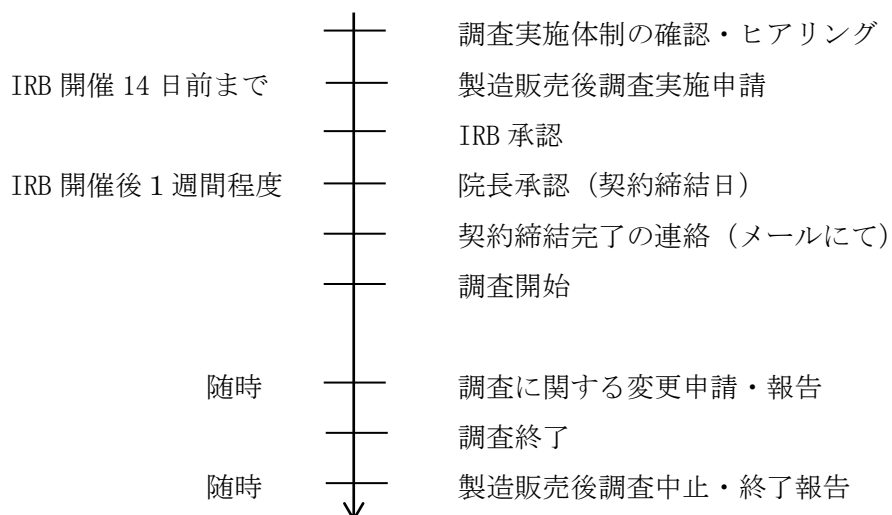 調査実施体制の確認・ヒアリング
IRB 開催 14 日前まで 製造販売後調査実施申請
IRB 承認
IRB 開催後 1 週間程度 院長承認（契約締結日）
契約締結完了の連絡（メールにて）
調査開始
随時 調査に関する変更申請・報告
調査終了
随時 製造販売後調査中止・終了報告